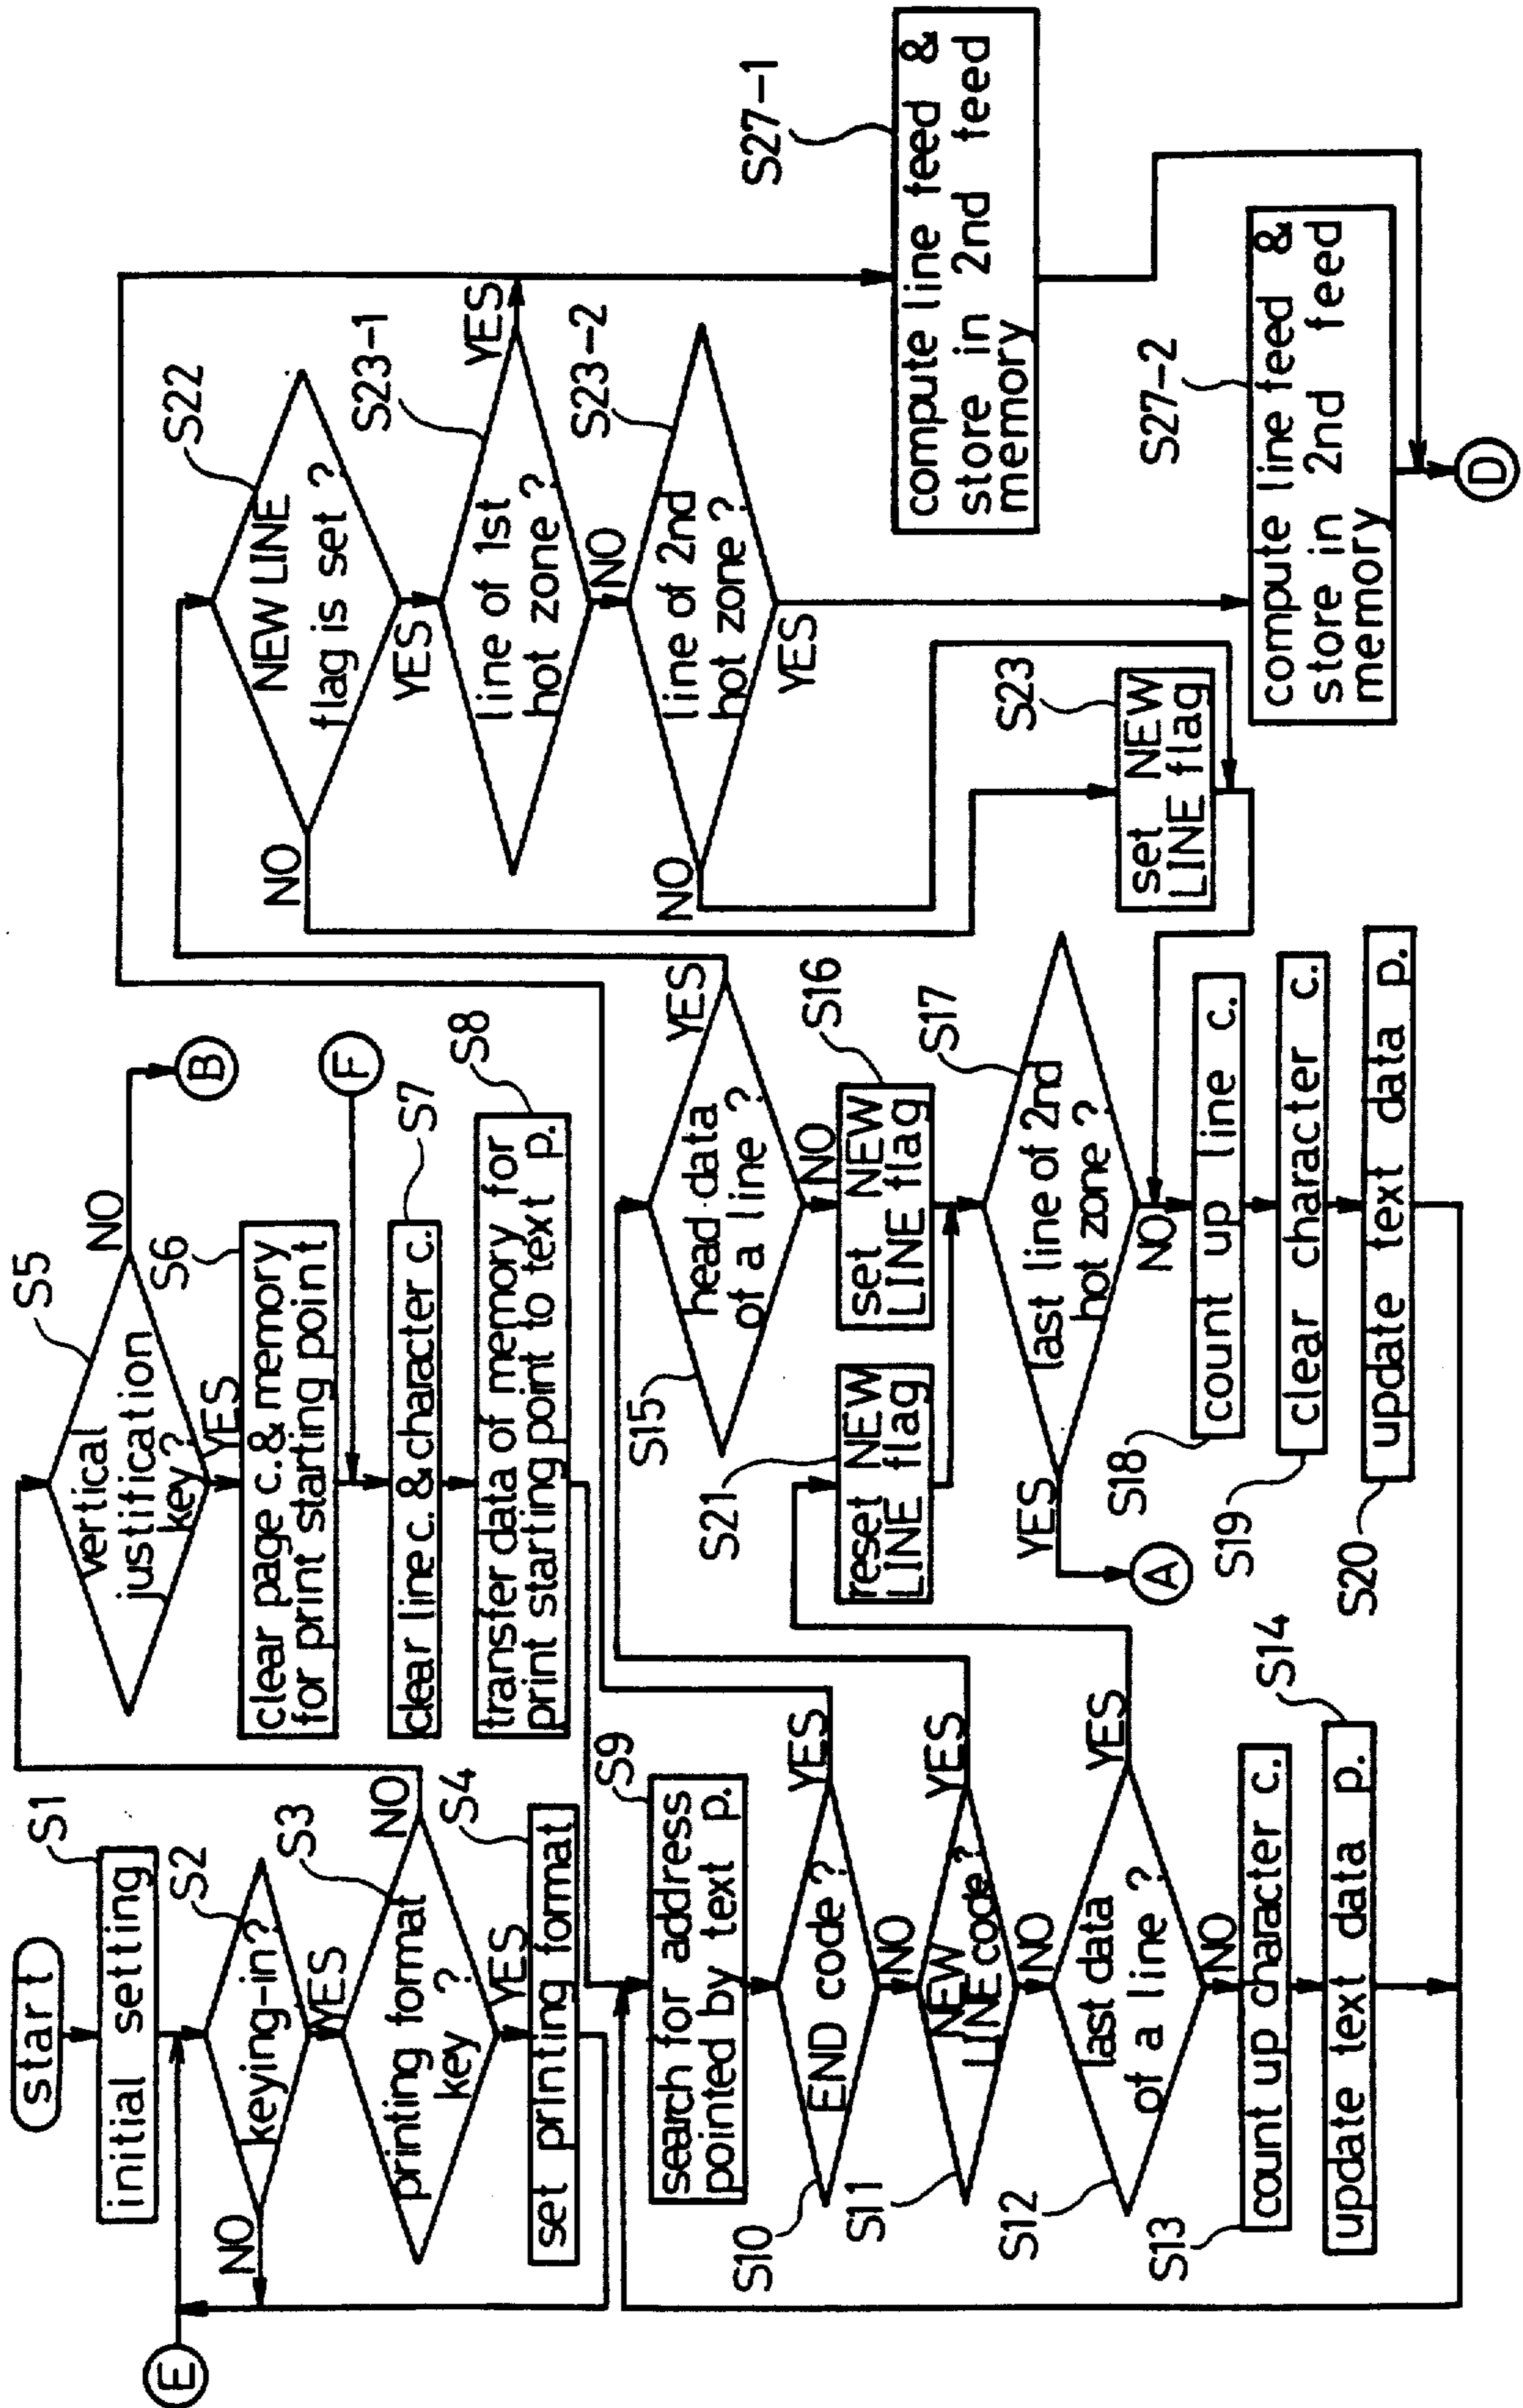 start
S1
initial setting
S2
keying-in?
NO
YES
S3
printing format
key ?
NO
YES
S4
set printing format
E
S5
vertical
justification
key?
NO
YES
B
S6
clear page c. & memory
for print starting point
F
S7
clear line c. & character c.
S8
transfer data of memory for
print starting point to text p.
S9
search for address
pointed by text p.
S10
END code?
YES
NO
S11
NEW
LINE code?
YES
NO
S12
last data
of a line ?
YES
NO
S13
count up character c.
S14
update text data p.
S15
head data
of a line ?
YES
NO
S16
set NEW
LINE flag
S21
reset NEW
LINE flag
S17
last line of 2nd
hot zone ?
YES
NO
A
S18
count up line c.
S19
clear character c.
S20
update text data p.
S22
NEW LINE
flag is set ?
NO
YES
S23-1
line of 1st
hot zone ?
YES
NO
S23-2
line of 2nd
hot zone ?
NO
YES
S23
set NEW
LINE flag
S27-1
compute line feed &
store in 2nd feed
memory
S27-2
compute line feed &
store in 2nd feed
memory
D